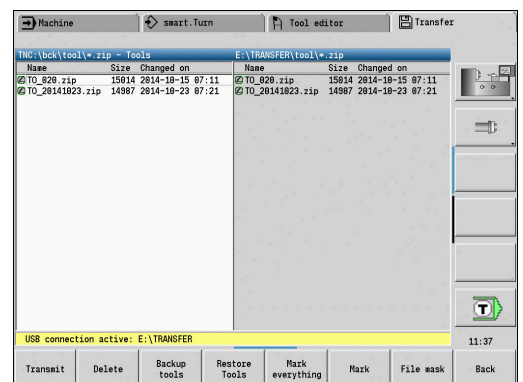 Machine smart.Turn Tool editor Transfer
TNC:\bck\tool\*.zip - Tools E:\TRANSFER\tool\*.zip
Name Size Changed on Name Size Changed on
TO_020.zip 15014 2014-10-15 07:11 TO_020.zip 15014 2014-10-15 07:11
TO_20141023.zip 14987 2014-10-23 07:21 TO_20141023.zip 14987 2014-10-23 07:21
T
USB connection active: E:\TRANSFER
11:37
Transmit Delete Backup tools Restore Tools Mark everything Mark File mask Back